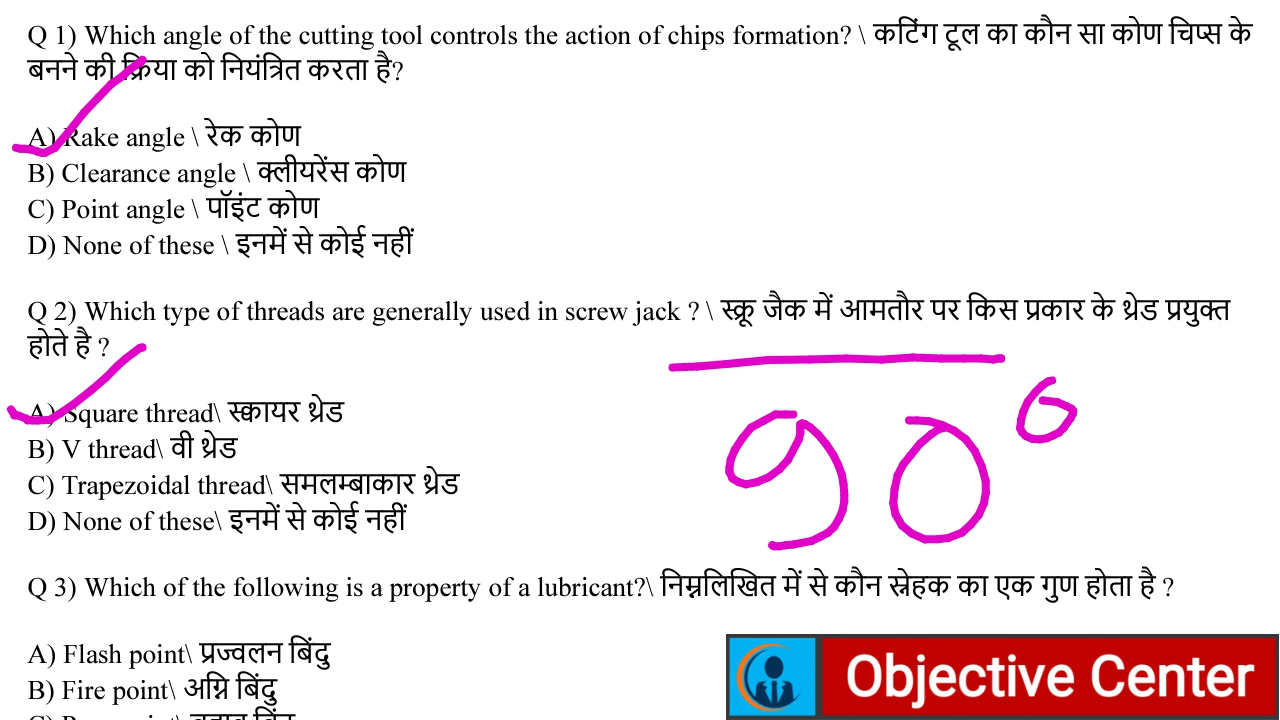 Q 1) Which angle of the cutting tool controls the action of chips formation? \ कटिंग टूल का कौन सा कोण चिप्स के
बनने की क्रिया को नियंत्रित करता है?
A) Rake angle \ रेक कोण
B) Clearance angle \ क्लीयरेंस कोण
C) Point angle \ पॉइंट कोण
D) None of these \ इनमें से कोई नहीं
Q 2) Which type of threads are generally used in screw jack ? \ स्क्रू जैक में आमतौर पर किस प्रकार के थ्रेड प्रयुक्त
होते है ?
A) Square thread\ स्क्वायर थ्रेड
B) V thread\ वी थ्रेड
C) Trapezoidal thread\ समलम्बाकार थ्रेड
D) None of these\ इनमें से कोई नहीं
90°
Q 3) Which of the following is a property of a lubricant?\ निम्नलिखित में से कौन स्नेहक का एक गुण होता है ?
A) Flash point\ प्रज्वलन बिंदु
B) Fire point\ अग्नि बिंदु
Objective Center